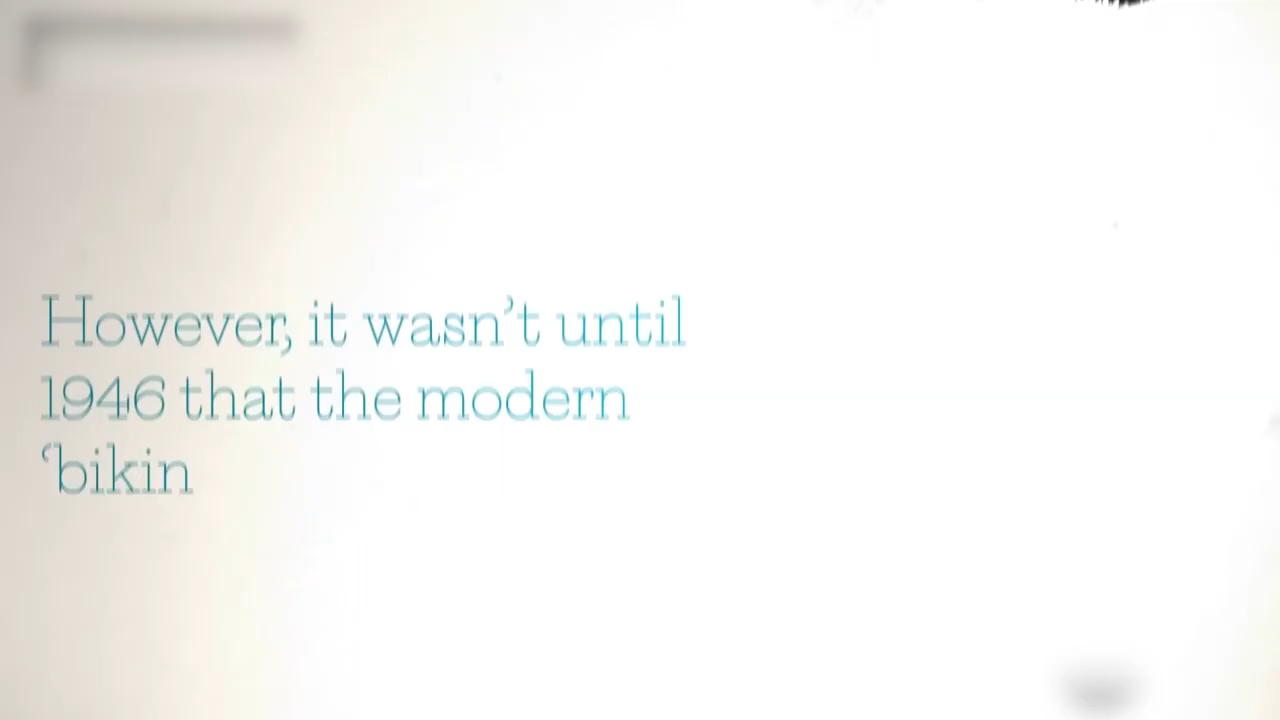 However, it wasn’t until
1946 that the modern
‘bikin